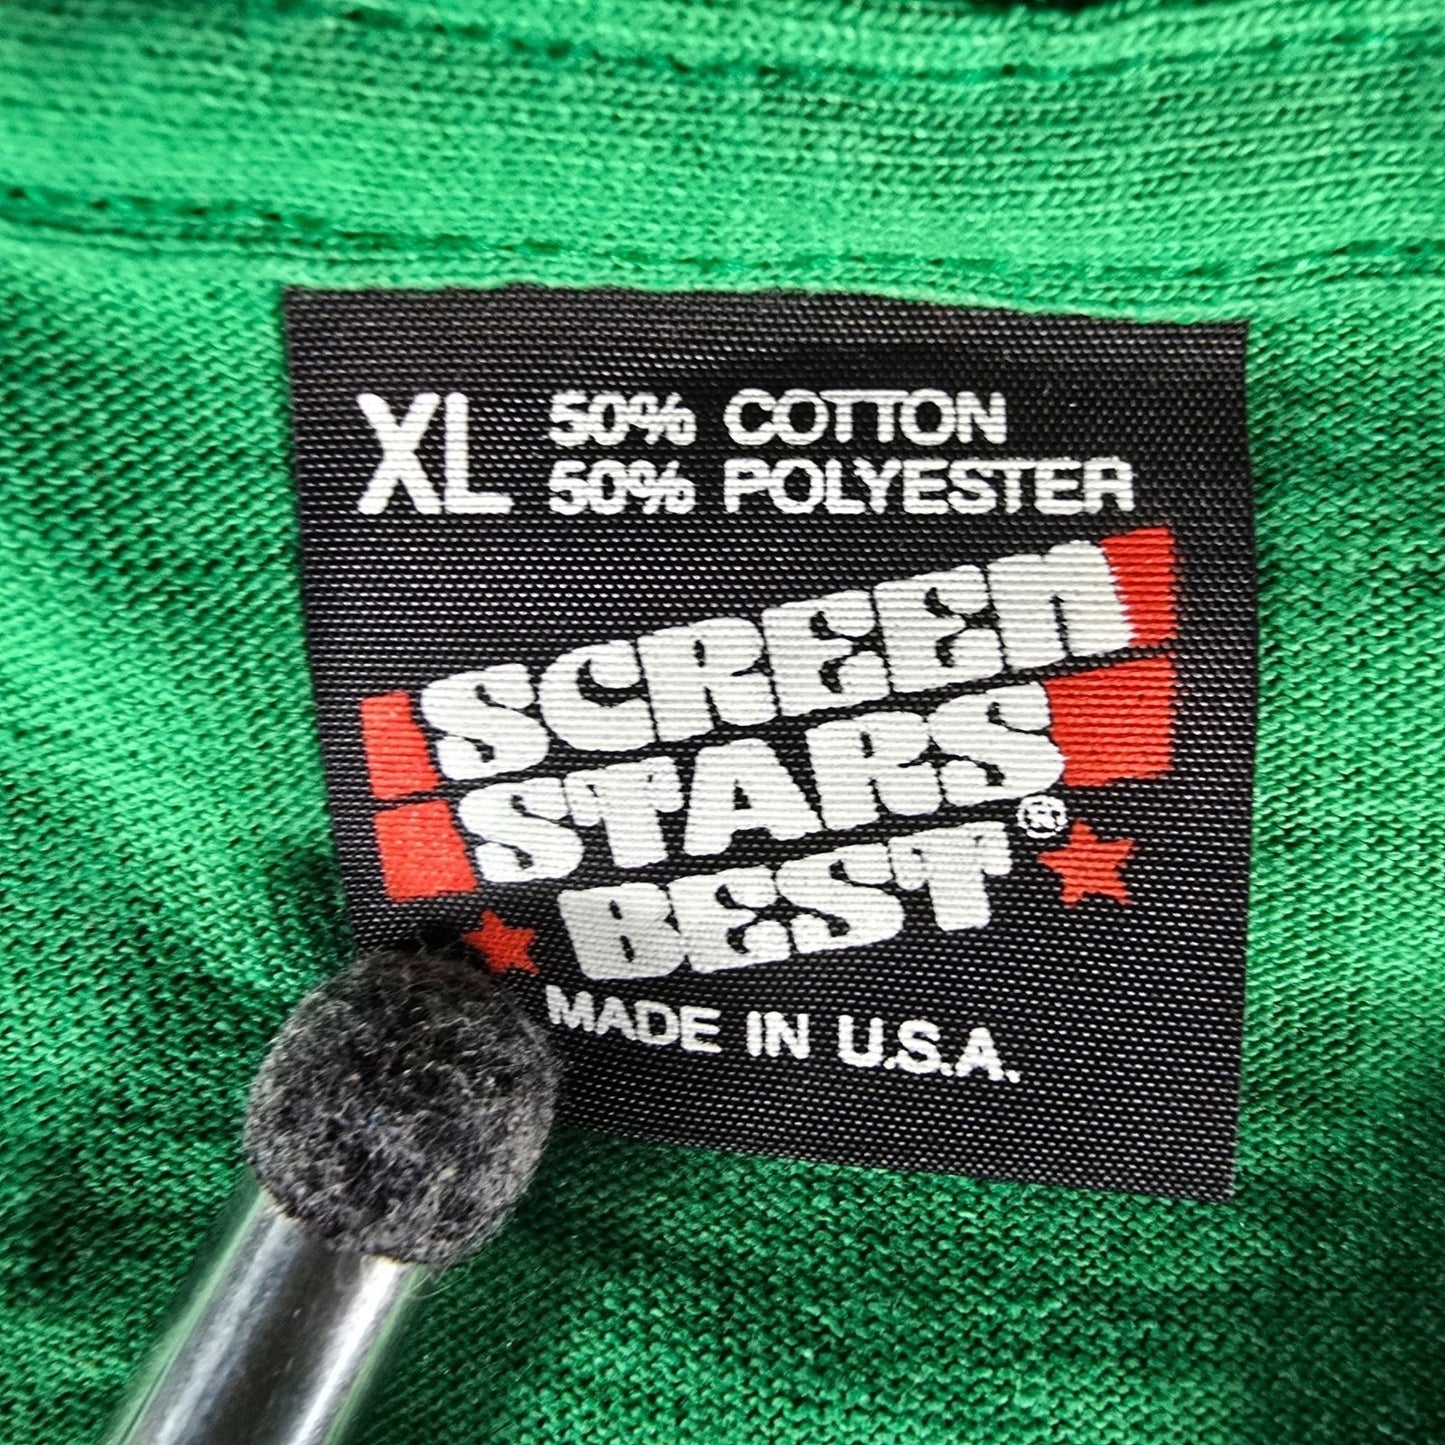 XL 50% COTTON
50% POLYESTER
SCREEN
STARS
BEST®
MADE IN U.S.A.